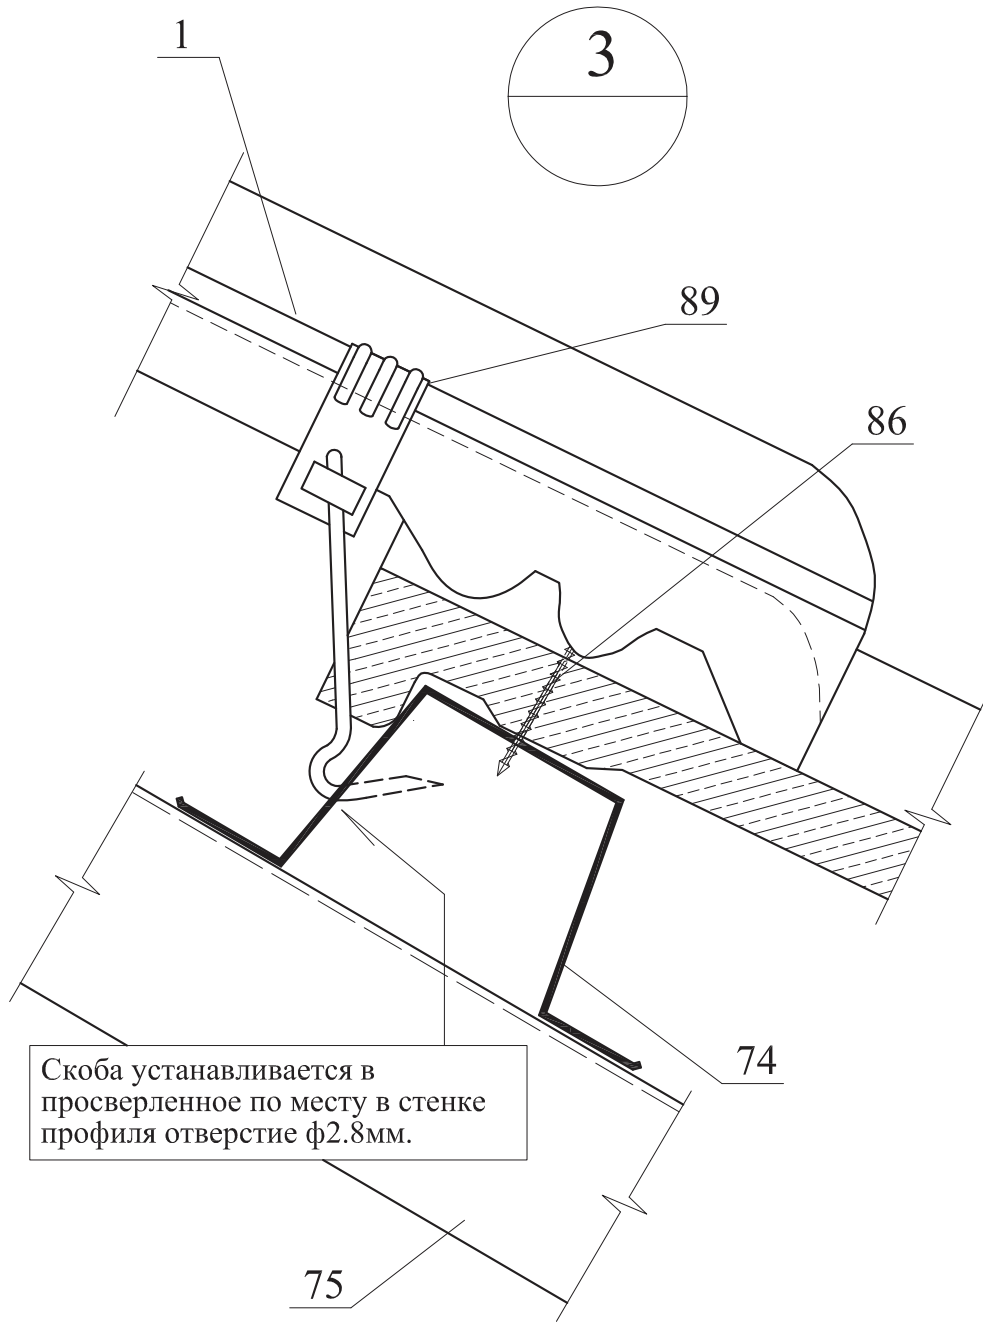 1
3
89
86
74
Скоба устанавливается в
просверленное по месту в стенке
профиля отверстие ф2.8мм.
75